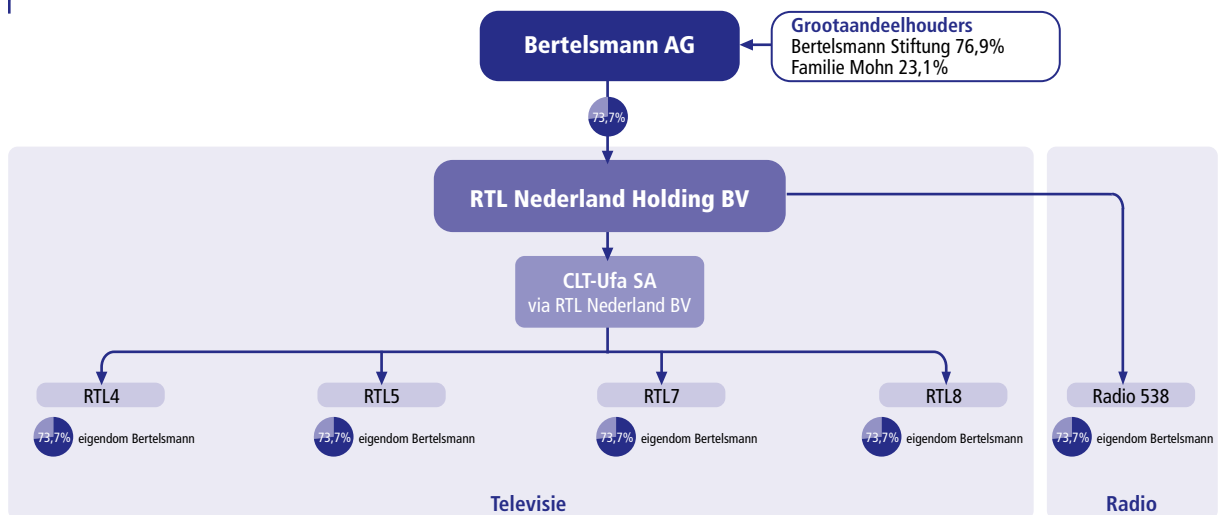 Bertelsmann AG
Grootaandeelhouders
Bertelsmann Stiftung 76,9%
Familie Mohn 23,1%
73,7%
RTL Nederland Holding BV
CLT-Ufa SA
via RTL Nederland BV
RTL4
RTL5
RTL7
RTL8
Radio 538
73,7% eigendom Bertelsmann
73,7% eigendom Bertelsmann
73,7% eigendom Bertelsmann
73,7% eigendom Bertelsmann
73,7% eigendom Bertelsmann
Televisie
Radio